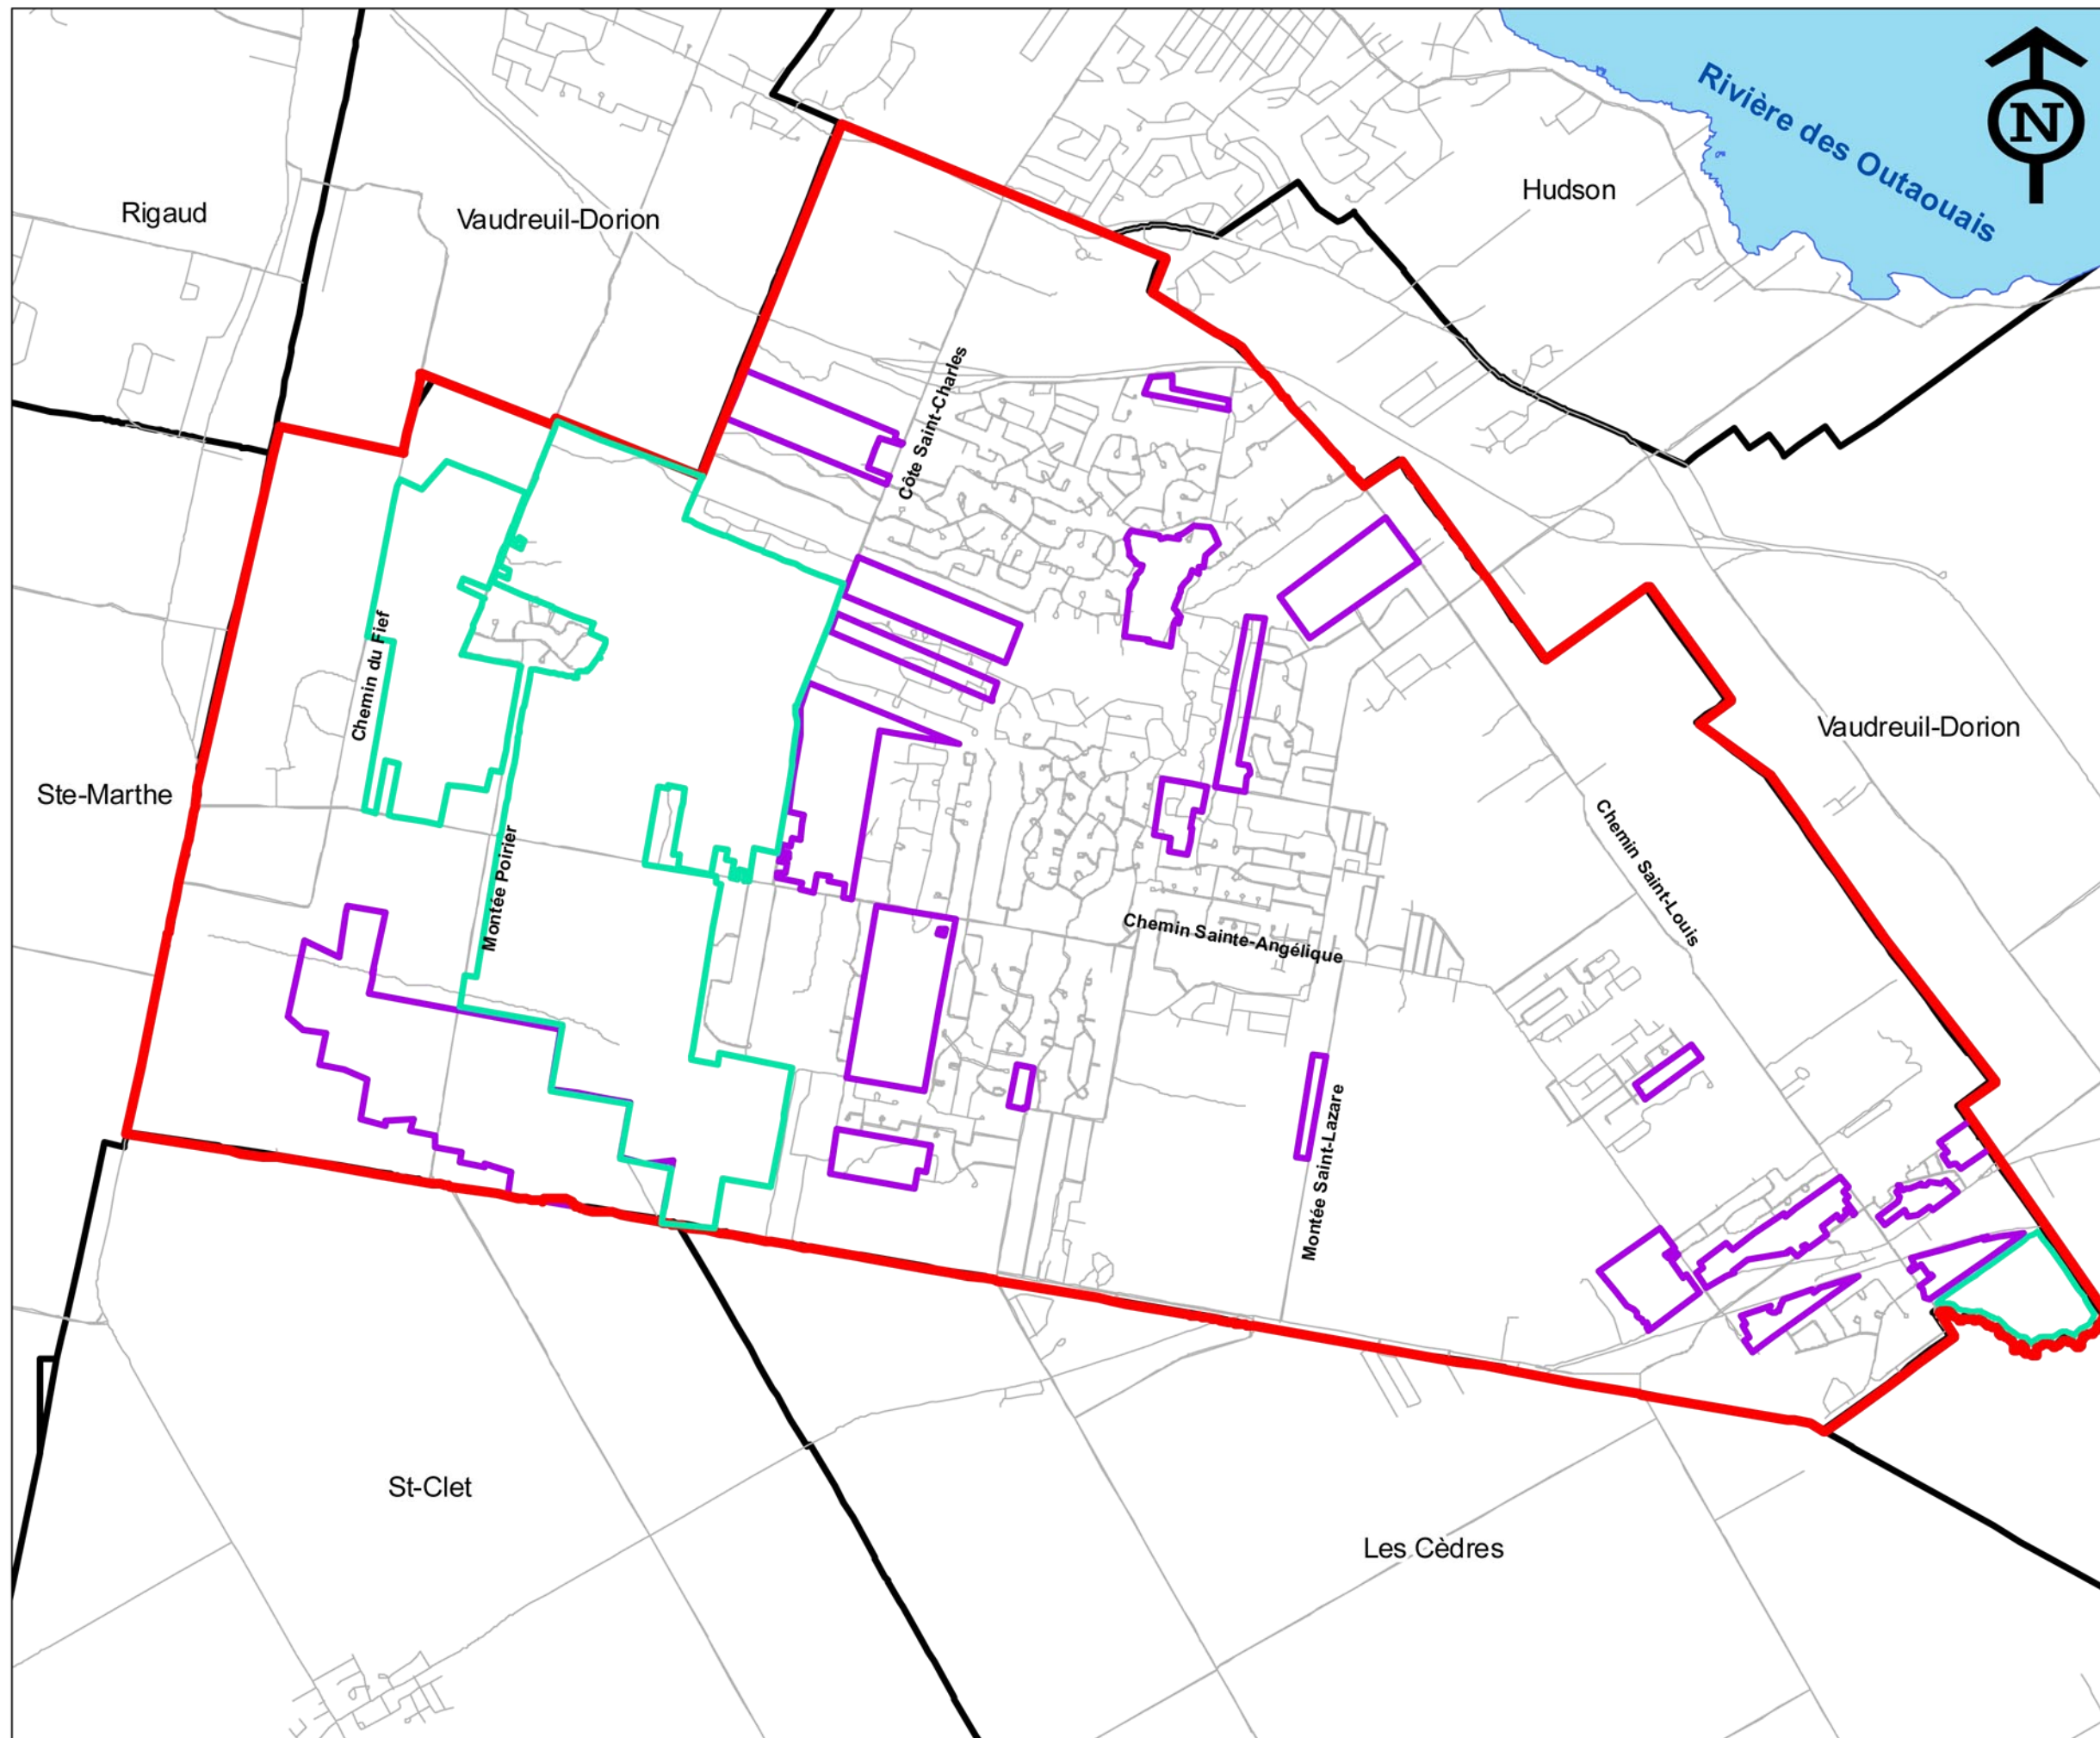 N
Rivière des Outaouais
Hudson
Rigaud
Vaudreuil-Dorion
Côte Saint-Charles
Chemin du Fief
Vaudreuil-Dorion
Ste-Marthe
Montée Poirier
Chemin Saint-Louis
Chemin Sainte-Angélique
Montée Saint-Lazare
St-Clet
Les Cèdres